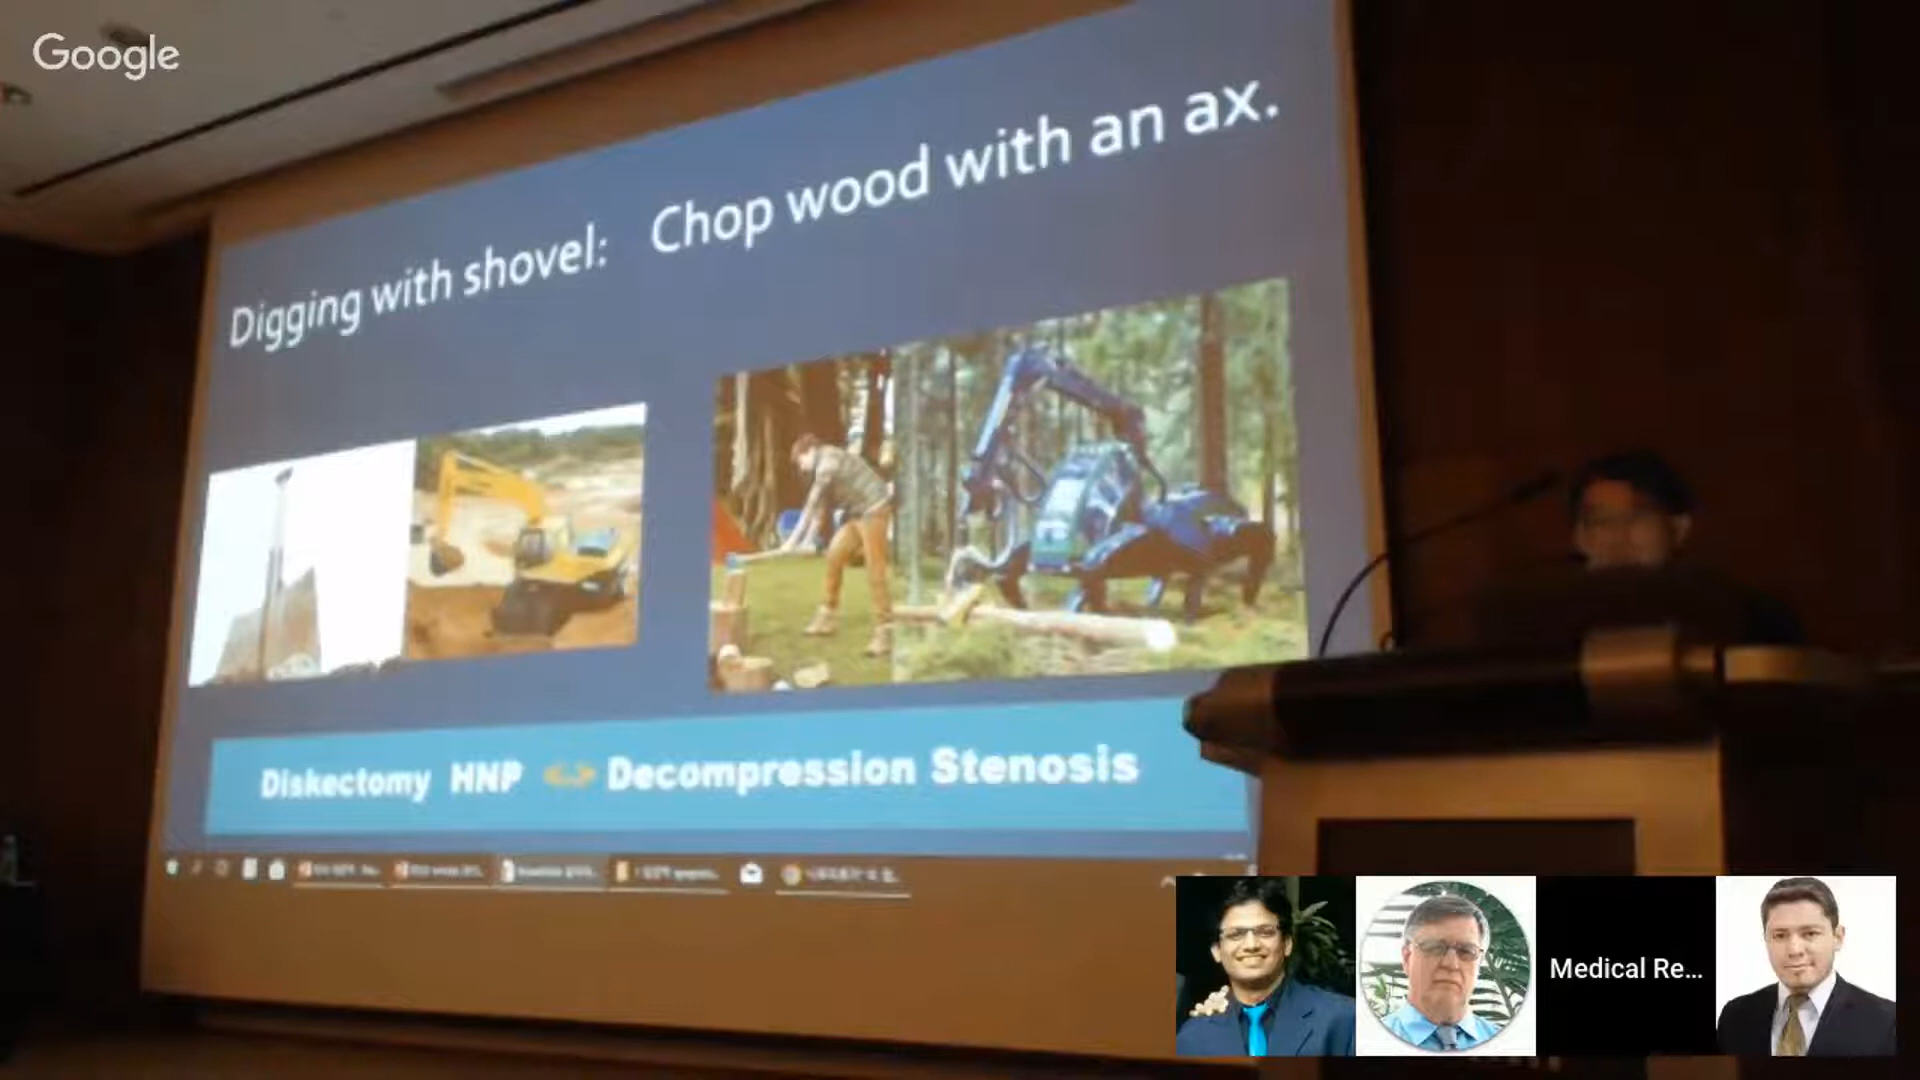 Google
Digging with shovel: Chop wood with an ax.
Diskectomy HNP <-> Decompression Stenosis
Medical Re...